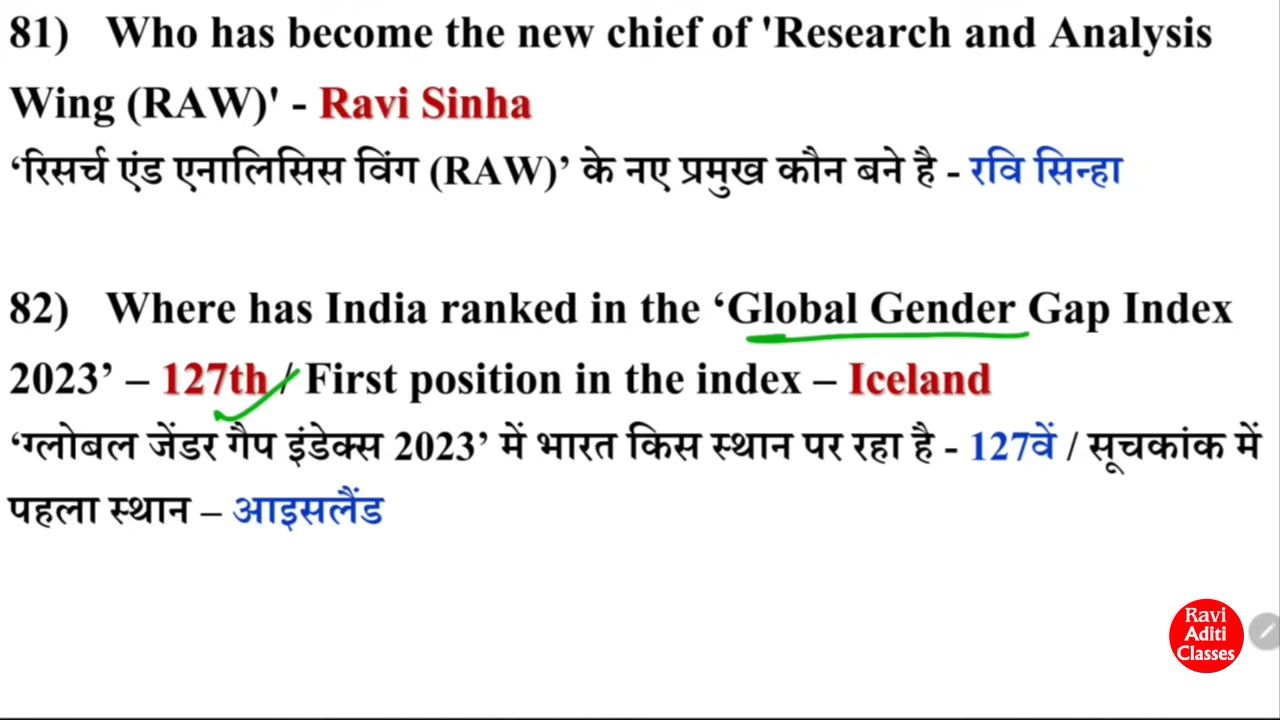 81) Who has become the new chief of 'Research and Analysis
Wing (RAW)' - Ravi Sinha
‘रिसर्च एंड एनालिसिस विंग (RAW)’ के नए प्रमुख कौन बने है - रवि सिन्हा
82) Where has India ranked in the ‘Global Gender Gap Index
2023’ – 127th / First position in the index – Iceland
‘ग्लोबल जेंडर गैप इंडेक्स 2023’ में भारत किस स्थान पर रहा है - 127वें / सूचकांक में
पहला स्थान – आइसलैंड
Ravi
Aditi
Classes